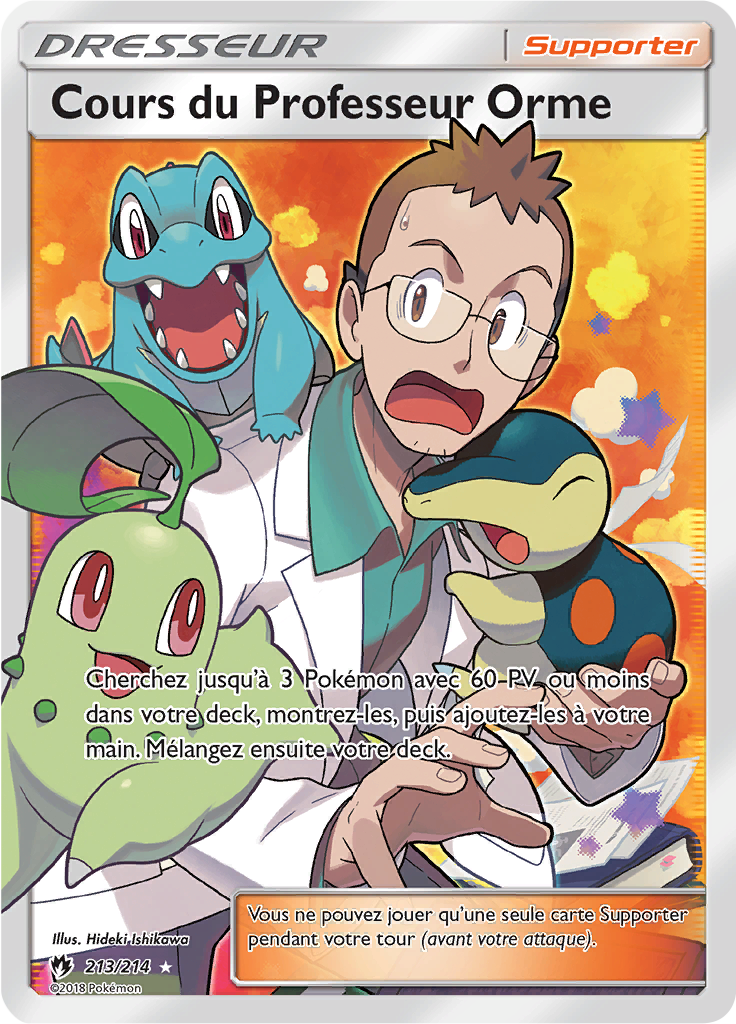 DRESSEUR
Supporter
Cours du Professeur Orme
Cherchez jusqu'à 3 Pokémon avec 60 PV ou moins
dans votre deck, montrez-les, puis ajoutez-les à votre
main. Mélangez ensuite votre deck.
Vous ne pouvez jouer qu'une seule carte Supporter
pendant votre tour (avant votre attaque).
Illus. Hideki Ishikawa
213/214 ★
©2018 Pokémon